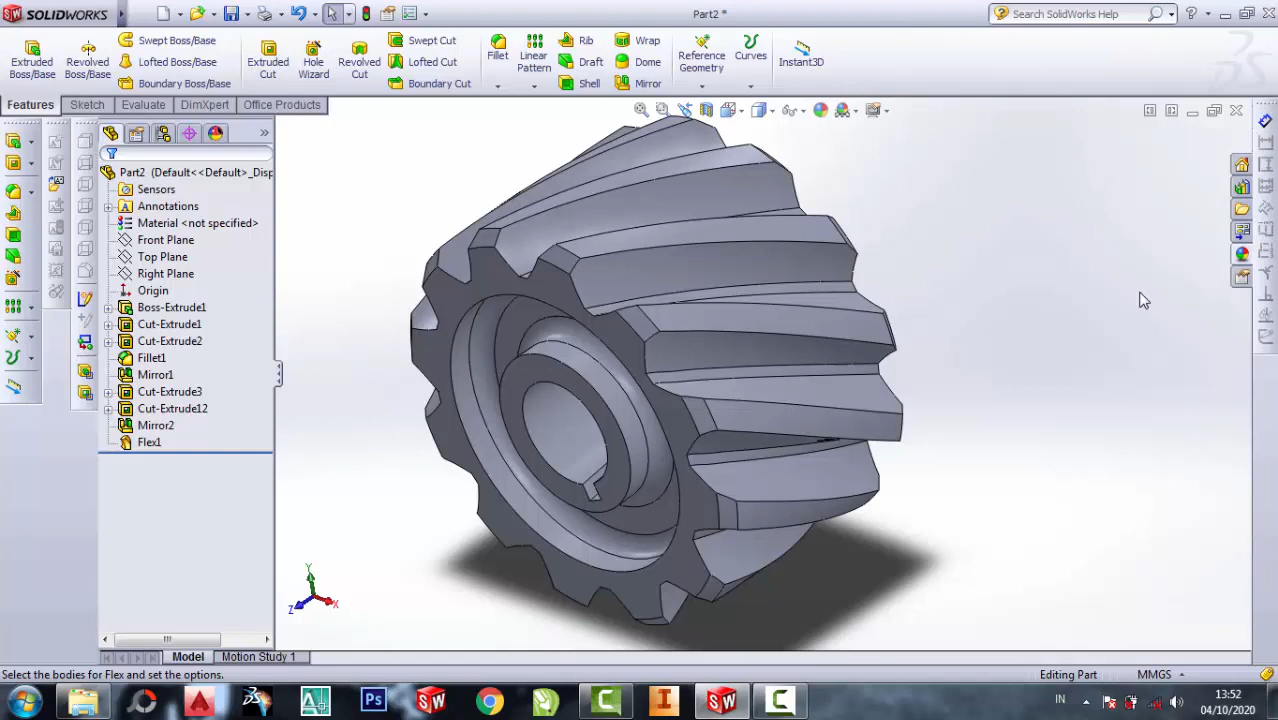 SOLIDWORKS
Part2 *
Search SolidWorks Help
Extruded Boss/Base
Revolved Boss/Base
Swept Boss/Base
Lofted Boss/Base
Boundary Boss/Base
Extruded Cut
Hole Wizard
Revolved Cut
Swept Cut
Lofted Cut
Boundary Cut
Fillet
Linear Pattern
Rib
Draft
Shell
Wrap
Dome
Mirror
Reference Geometry
Curves
Instant3D
Features
Sketch
Evaluate
DimXpert
Office Products
Part2 (Default<<Default>_Disp
Sensors
Annotations
Material <not specified>
Front Plane
Top Plane
Right Plane
Origin
Boss-Extrude1
Cut-Extrude1
Cut-Extrude2
Fillet1
Mirror1
Cut-Extrude3
Cut-Extrude12
Mirror2
Flex1
Y
Z
X
Model
Motion Study 1
Select the bodies for Flex and set the options.
Editing Part
MMGS
IN
13:52
04/10/2020